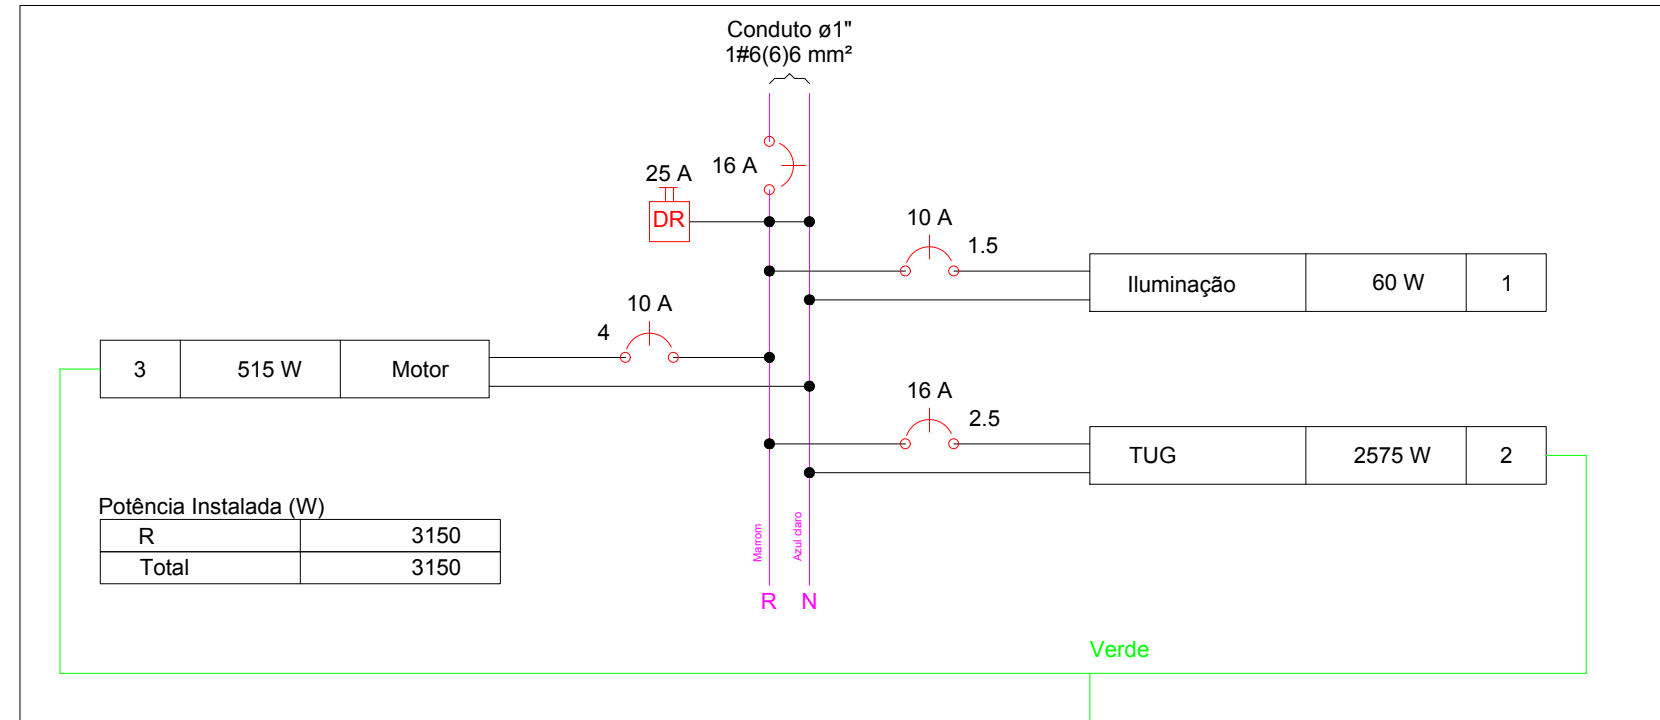 Conduto ø1"
1#6(6)6 mm²
16 A
25 A
DR
10 A
1.5
Iluminação 60 W 1
10 A
4
3 515 W Motor
16 A
2.5
TUG 2575 W 2
Potência Instalada (W)
R 3150
Total 3150
Marrom
Azul claro
R N
Verde